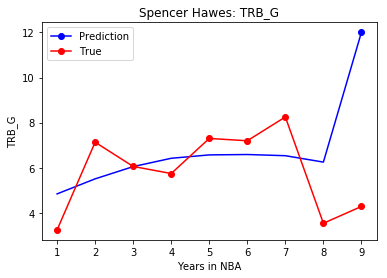 Spencer Hawes: TRB_G
Prediction
True
12
10
8
6
4
TRB_G
1 2 3 4 5 6 7 8 9
Years in NBA